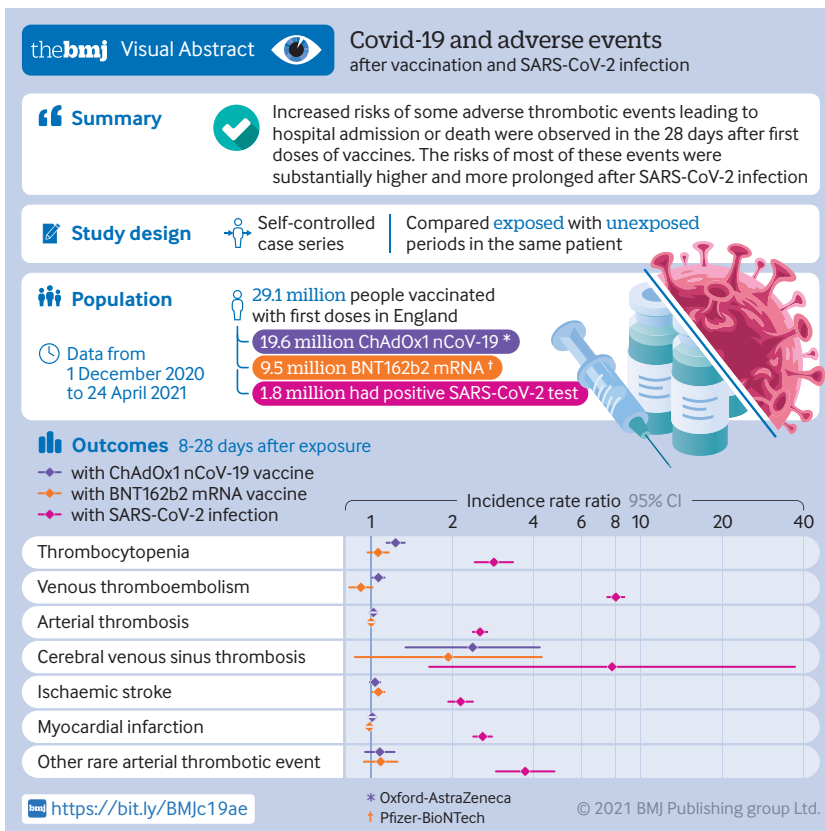 thebmj Visual Abstract
Covid-19 and adverse events
after vaccination and SARS-CoV-2 infection
Summary
Increased risks of some adverse thrombotic events leading to
hospital admission or death were observed in the 28 days after first
doses of vaccines. The risks of most of these events were
substantially higher and more prolonged after SARS-CoV-2 infection
Study design
Self-controlled
case series
Compared exposed with unexposed
periods in the same patient
Population
29.1 million people vaccinated
with first doses in England
19.6 million ChAdOx1 nCoV-19 *
9.5 million BNT162b2 mRNA †
1.8 million had positive SARS-CoV-2 test
Data from
1 December 2020
to 24 April 2021
Outcomes 8-28 days after exposure
with ChAdOx1 nCoV-19 vaccine
with BNT162b2 mRNA vaccine
with SARS-CoV-2 infection
Incidence rate ratio 95% CI
1 2 4 6 8 10 20 40
Thrombocytopenia
Venous thromboembolism
Arterial thrombosis
Cerebral venous sinus thrombosis
Ischaemic stroke
Myocardial infarction
Other rare arterial thrombotic event
bmj https://bit.ly/BMJc19ae
* Oxford-AstraZeneca
† Pfizer-BioNTech
© 2021 BMJ Publishing group Ltd.